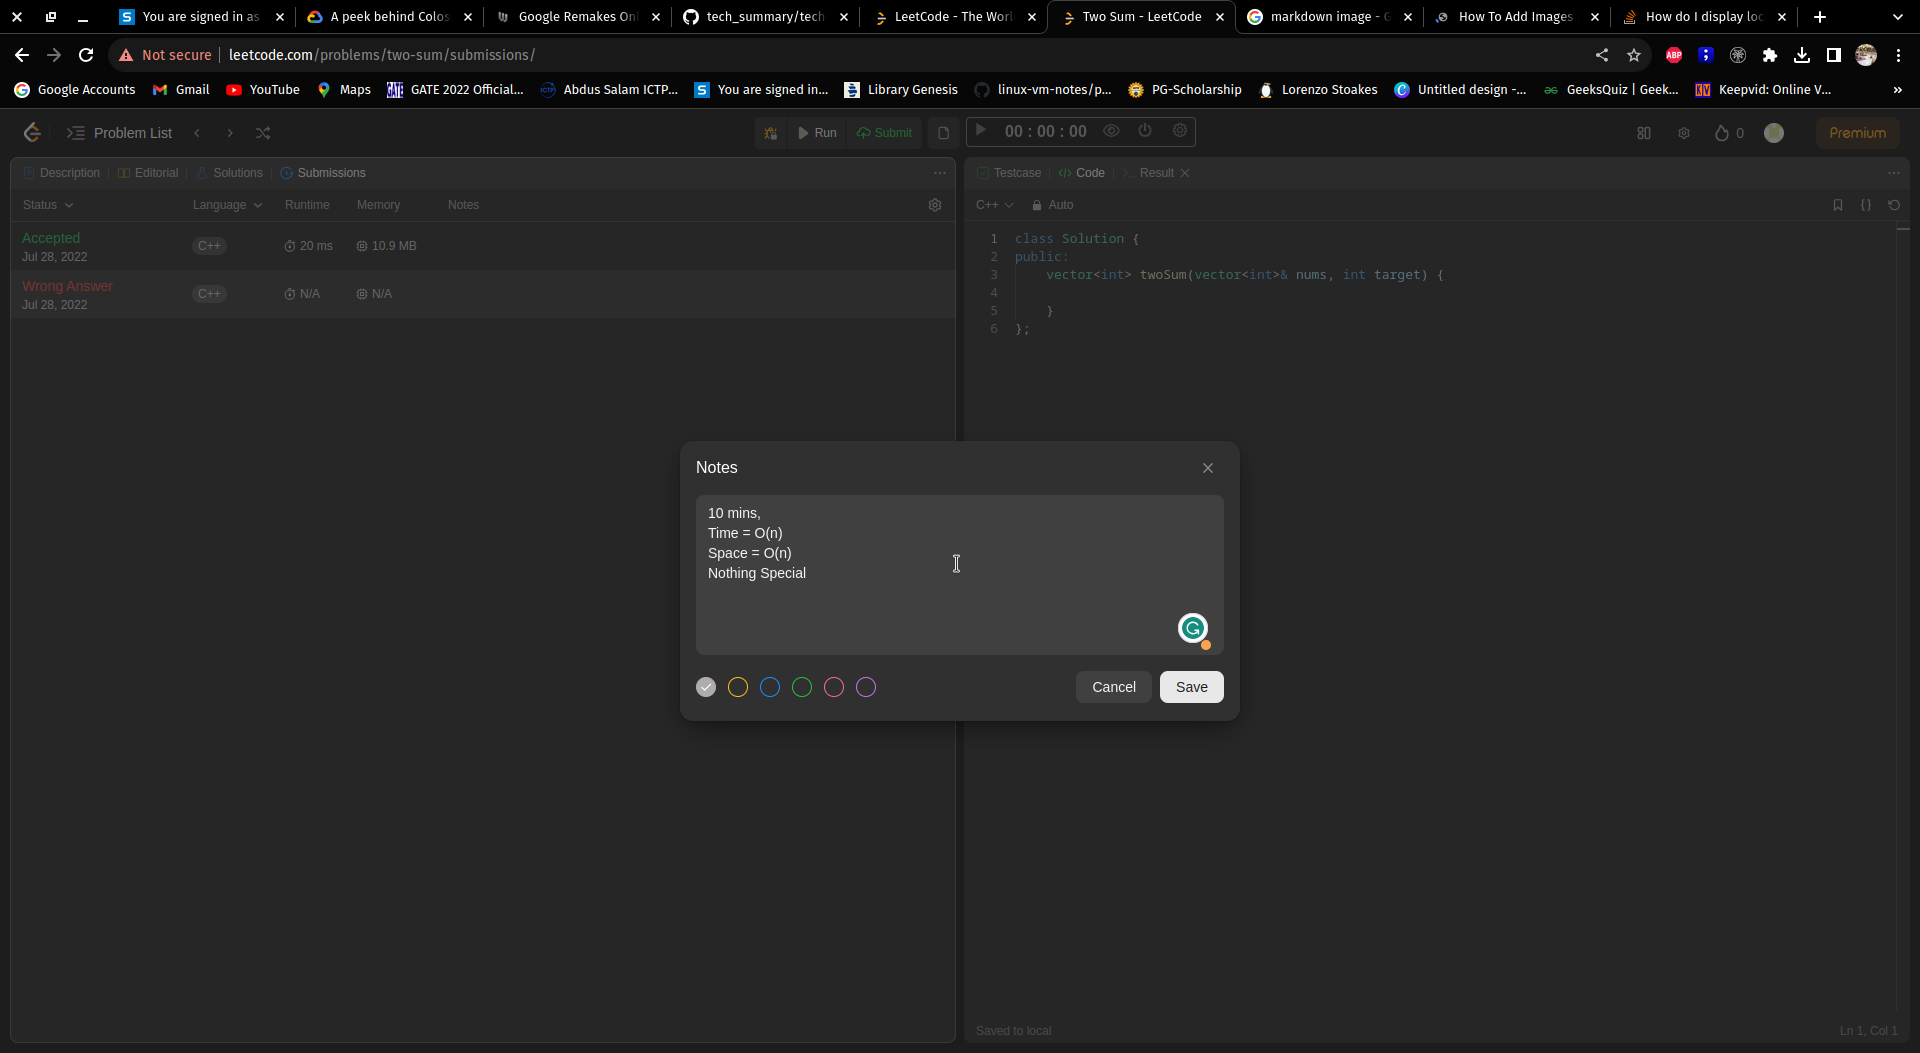 You are signed in as
A peek behind Colos
Google Remakes Onl
tech_summary/tech
LeetCode - The Worl
Two Sum - LeetCode
markdown image - G
How To Add Images
How do I display loc
Not secure
leetcode.com/problems/two-sum/submissions/
ABP
Google Accounts
Gmail
YouTube
Maps
GATE 2022 Official...
Abdus Salam ICTP...
You are signed in...
Library Genesis
linux-vm-notes/p...
PG-Scholarship
Lorenzo Stoakes
Untitled design -...
GeeksQuiz | Geek...
Keepvid: Online V...
»
Problem List
Run
Submit
00 : 00 : 00
0
Premium
Description
Editorial
Solutions
Submissions
Status
Language
Runtime
Memory
Notes
Accepted
Jul 28, 2022
C++
20 ms
10.9 MB
Wrong Answer
Jul 28, 2022
C++
N/A
N/A
Testcase
</> Code
Result
C++
Auto
{}
1 class Solution {
2 public:
3 vector<int> twoSum(vector<int>& nums, int target) {
4
5 }
6 };
Notes
10 mins,
Time = O(n)
Space = O(n)
Nothing Special
Cancel
Save
Saved to local
Ln 1, Col 1